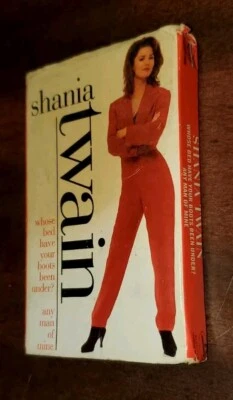 shania
twain
whose
bed
have
your
boots
been
under?
any
man
of
mine
SHANIA TWAIN
WHOSE BED HAVE YOUR BOOTS BEEN UNDER?
ANY MAN OF MINE